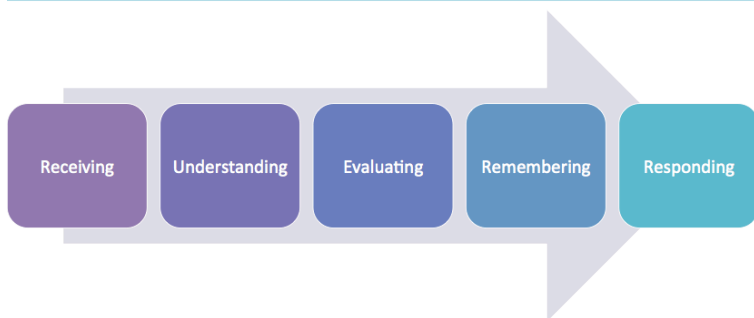 Receiving
Understanding
Evaluating
Remembering
Responding